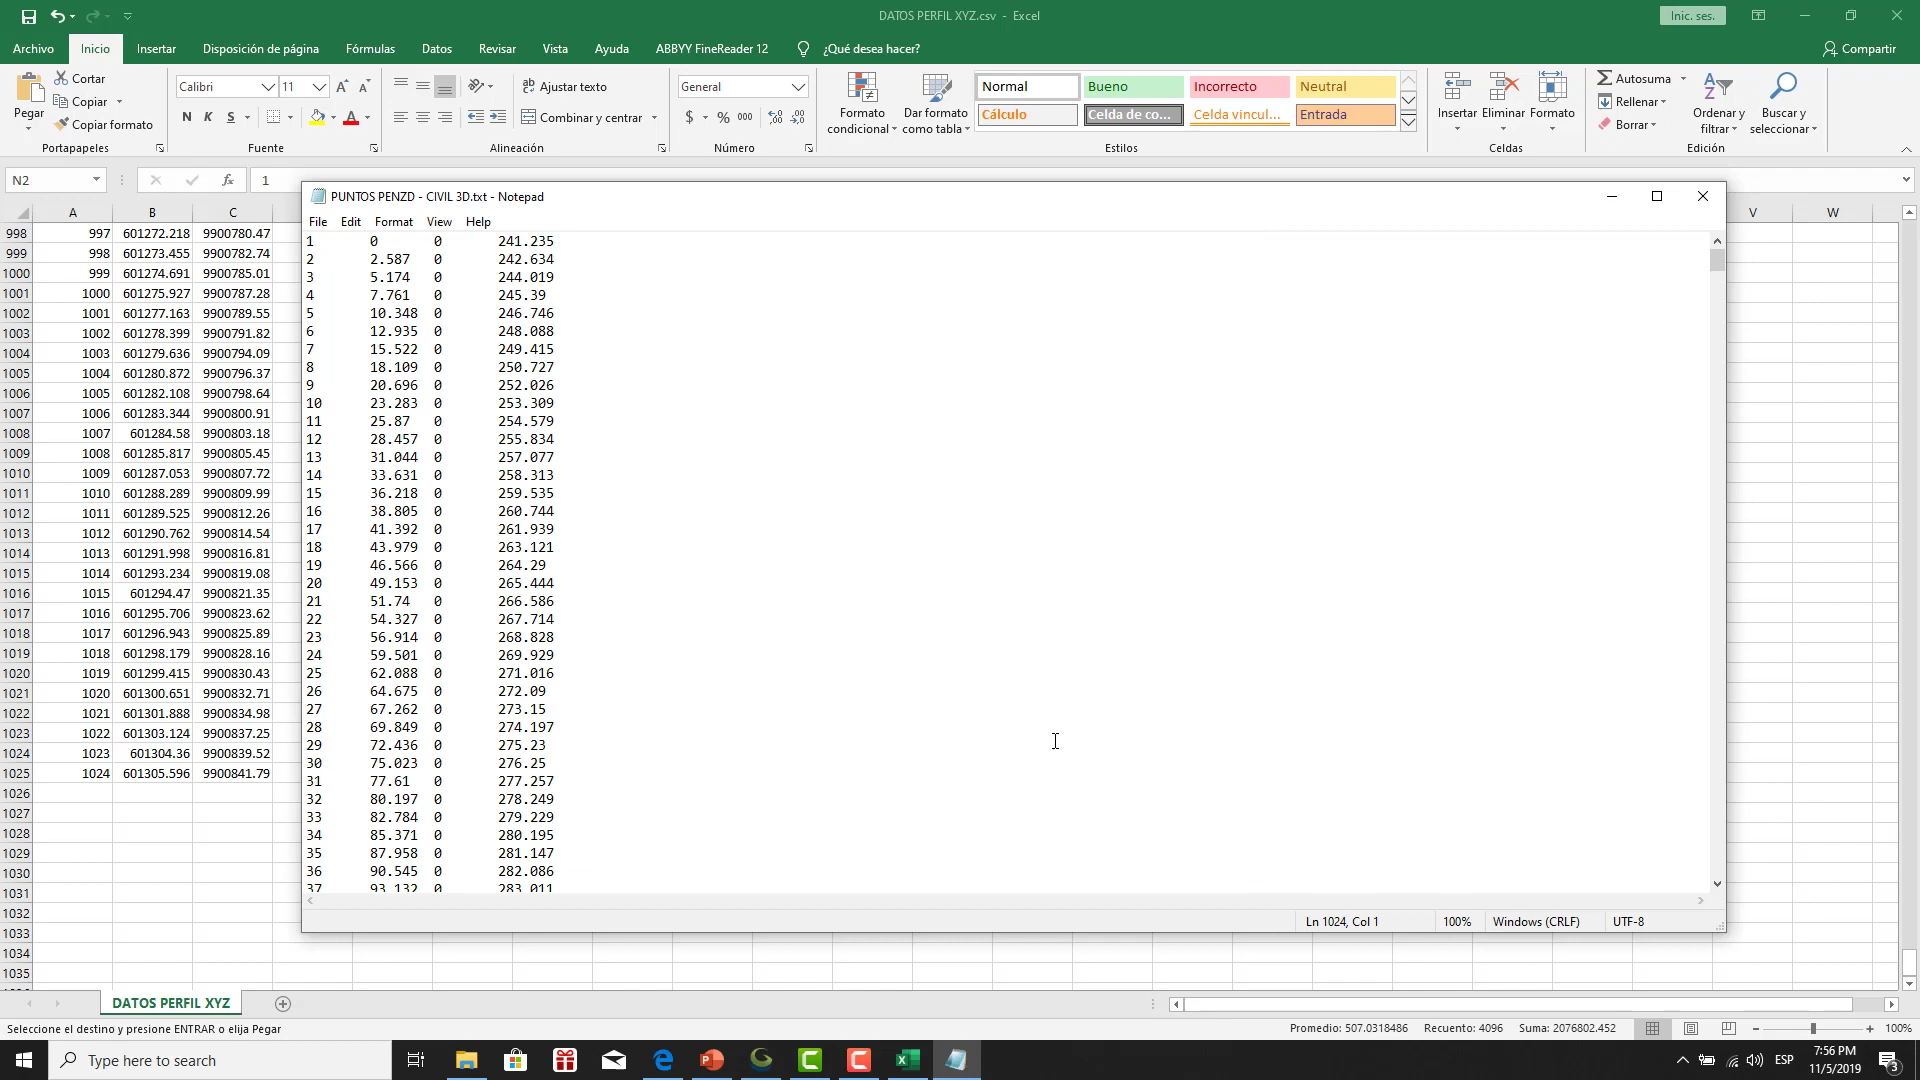 DATOS PERFIL XYZ.csv - Excel
Inic. ses.
Archivo Inicio Insertar Disposición de página Fórmulas Datos Revisar Vista Ayuda ABBYY FineReader 12 ¿Qué desea hacer? Compartir
Pegar
Cortar
Copiar
Copiar formato
Portapapeles
Calibri 11
N K S
Fuente
Ajustar texto
Combinar y centrar
Alineación
General
$ % 000
Número
Formato condicional
Dar formato como tabla
Normal Bueno Incorrecto Neutral
Cálculo Celda de co... Celda vincul... Entrada
Estilos
Insertar Eliminar Formato
Celdas
Autosuma
Rellenar
Borrar
Ordenar y filtrar
Buscar y seleccionar
Edición
N2 fx 1
A B C V W
998 997 601272.218 9900780.47
999 998 601273.455 9900782.74
1000 999 601274.691 9900785.01
1001 1000 601275.927 9900787.28
1002 1001 601277.163 9900789.55
1003 1002 601278.399 9900791.82
1004 1003 601279.636 9900794.09
1005 1004 601280.872 9900796.37
1006 1005 601282.108 9900798.64
1007 1006 601283.344 9900800.91
1008 1007 601284.58 9900803.18
1009 1008 601285.817 9900805.45
1010 1009 601287.053 9900807.72
1011 1010 601288.289 9900809.99
1012 1011 601289.525 9900812.26
1013 1012 601290.762 9900814.54
1014 1013 601291.998 9900816.81
1015 1014 601293.234 9900819.08
1016 1015 601294.47 9900821.35
1017 1016 601295.706 9900823.62
1018 1017 601296.943 9900825.89
1019 1018 601298.179 9900828.16
1020 1019 601299.415 9900830.43
1021 1020 601300.651 9900832.71
1022 1021 601301.888 9900834.98
1023 1022 601303.124 9900837.25
1024 1023 601304.36 9900839.52
1025 1024 601305.596 9900841.79
1026
1027
1028
1029
1030
1031
1032
1033
1034
1035
PUNTOS PENZD - CIVIL 3D.txt - Notepad
File Edit Format View Help
1 0 0 241.235
2 2.587 0 242.634
3 5.174 0 244.019
4 7.761 0 245.39
5 10.348 0 246.746
6 12.935 0 248.088
7 15.522 0 249.415
8 18.109 0 250.727
9 20.696 0 252.026
10 23.283 0 253.309
11 25.87 0 254.579
12 28.457 0 255.834
13 31.044 0 257.077
14 33.631 0 258.313
15 36.218 0 259.535
16 38.805 0 260.744
17 41.392 0 261.939
18 43.979 0 263.121
19 46.566 0 264.29
20 49.153 0 265.444
21 51.74 0 266.586
22 54.327 0 267.714
23 56.914 0 268.828
24 59.501 0 269.929
25 62.088 0 271.016
26 64.675 0 272.09
27 67.262 0 273.15
28 69.849 0 274.197
29 72.436 0 275.23
30 75.023 0 276.25
31 77.61 0 277.257
32 80.197 0 278.249
33 82.784 0 279.229
34 85.371 0 280.195
35 87.958 0 281.147
36 90.545 0 282.086
37 93.132 0 283.011
Ln 1024, Col 1 100% Windows (CRLF) UTF-8
DATOS PERFIL XYZ
Seleccione el destino y presione ENTRAR o elija Pegar
Promedio: 507.0318486 Recuento: 4096 Suma: 2076802.452 100%
Type here to search
ESP
7:56 PM
11/5/2019
3